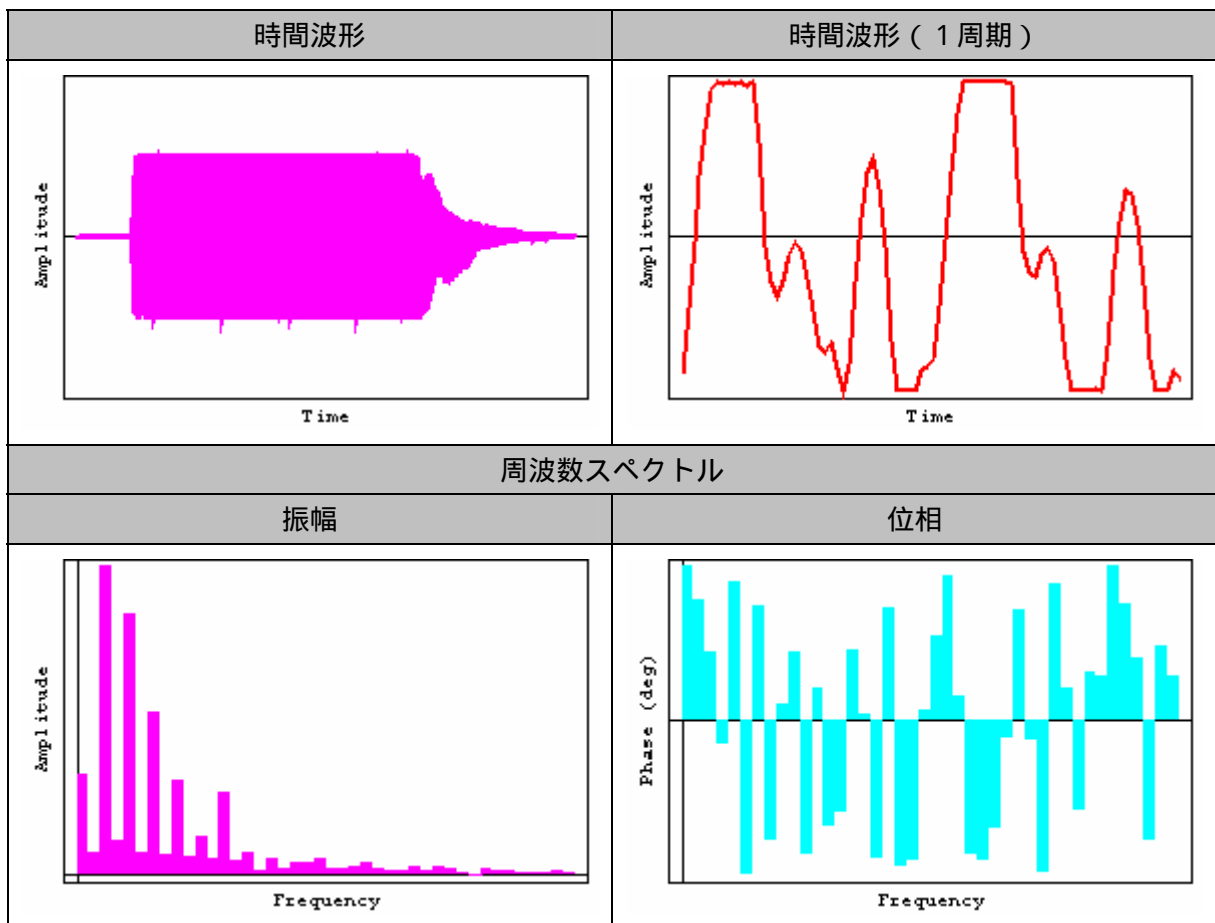 時間波形
時間波形(1周期)
Amplitude
Time
Amplitude
Time
周波数スペクトル
振幅
位相
Amplitude
Frequency
Phase (deg)
Frequency